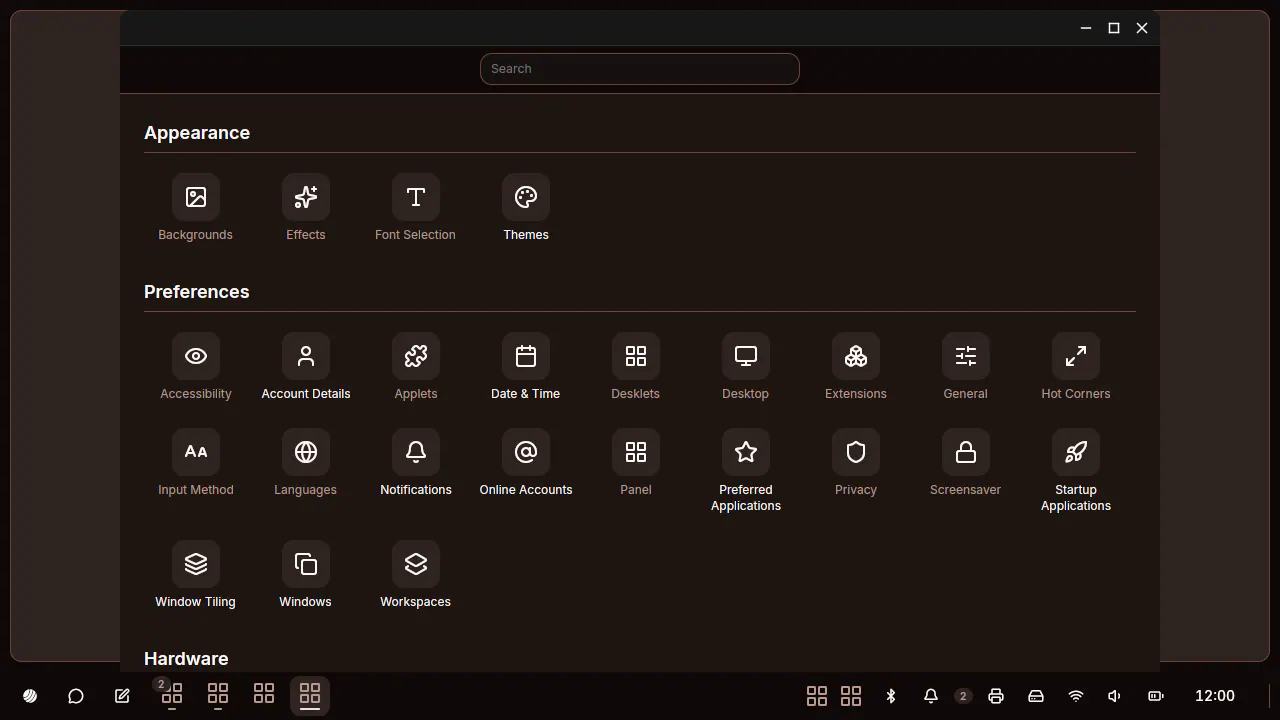 Search
Appearance
Backgrounds
Effects
Font Selection
Themes
Preferences
Accessibility
Account Details
Applets
Date & Time
Desklets
Desktop
Extensions
General
Hot Corners
Input Method
Languages
Notifications
Online Accounts
Panel
Preferred
Applications
Privacy
Screensaver
Startup
Applications
Window Tiling
Windows
Workspaces
Hardware
2
2
12:00